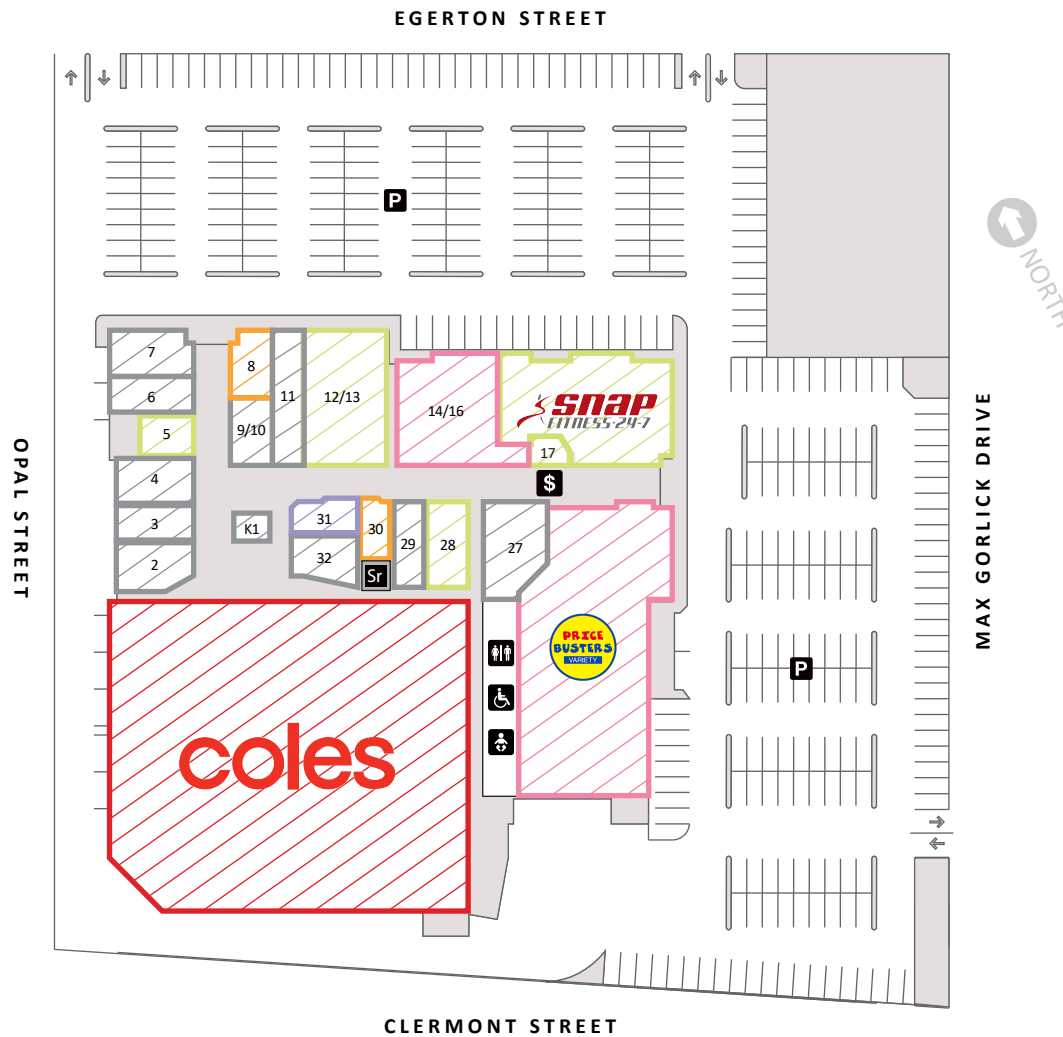 EGERTON STREET
P
NORTH
7
8
11
12/13
6
14/16
snap
FITNESS·24·7
5
9/10
17
4
$
OPAL STREET
MAX GORLICK DRIVE
3
K1
31
30
29
28
27
32
2
Sr
PRICE
BUSTERS
VARIETY
P
coles
CLERMONT STREET